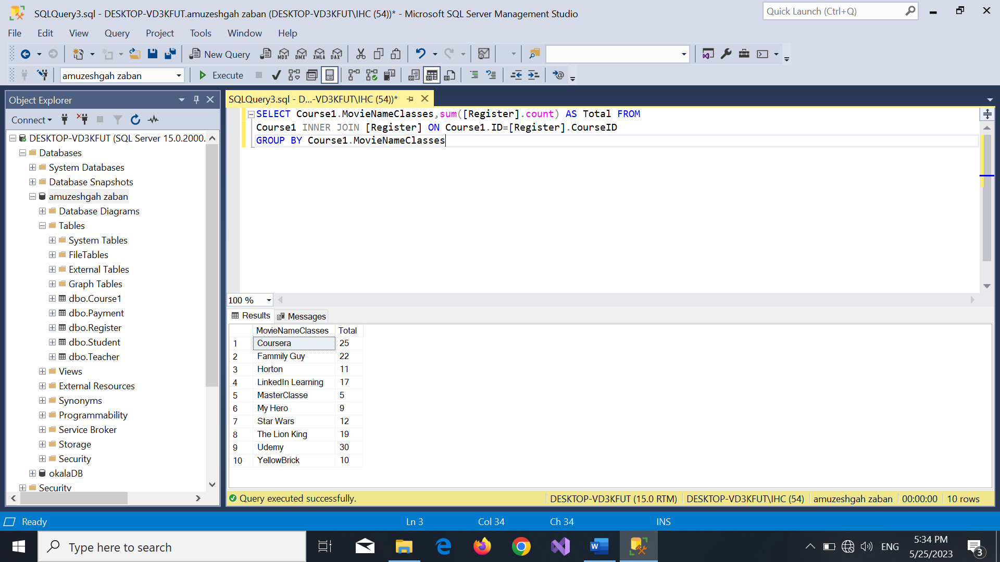 SQLQuery3.sql - DESKTOP-VD3KFUT.amuzeshgah zaban (DESKTOP-VD3KFUT\IHC (54))* - Microsoft SQL Server Management Studio
Quick Launch (Ctrl+Q)
File Edit View Query Project Tools Window Help
New Query MDX DMX XMLA DAX
amuzeshgah zaban Execute
Object Explorer
Connect
DESKTOP-VD3KFUT (SQL Server 15.0.2000.
Databases
System Databases
Database Snapshots
amuzeshgah zaban
Database Diagrams
Tables
System Tables
FileTables
External Tables
Graph Tables
dbo.Course1
dbo.Payment
dbo.Register
dbo.Student
dbo.Teacher
Views
External Resources
Synonyms
Programmability
Service Broker
Storage
Security
okalaDB
Security
SQLQuery3.sql - D...-VD3KFUT\IHC (54))*
SELECT Course1.MovieNameClasses,sum([Register].count) AS Total FROM
Course1 INNER JOIN [Register] ON Course1.ID=[Register].CourseID
GROUP BY Course1.MovieNameClasses
100 %
Results Messages
MovieNameClasses Total
1 Coursera 25
2 Fammily Guy 22
3 Horton 11
4 LinkedIn Learning 17
5 MasterClasse 5
6 My Hero 9
7 Star Wars 12
8 The Lion King 19
9 Udemy 30
10 YellowBrick 10
Query executed successfully. DESKTOP-VD3KFUT (15.0 RTM) DESKTOP-VD3KFUT\IHC (54) amuzeshgah zaban 00:00:00 10 rows
Ready Ln 3 Col 34 Ch 34 INS
Type here to search
ENG
5:34 PM
5/25/2023
3